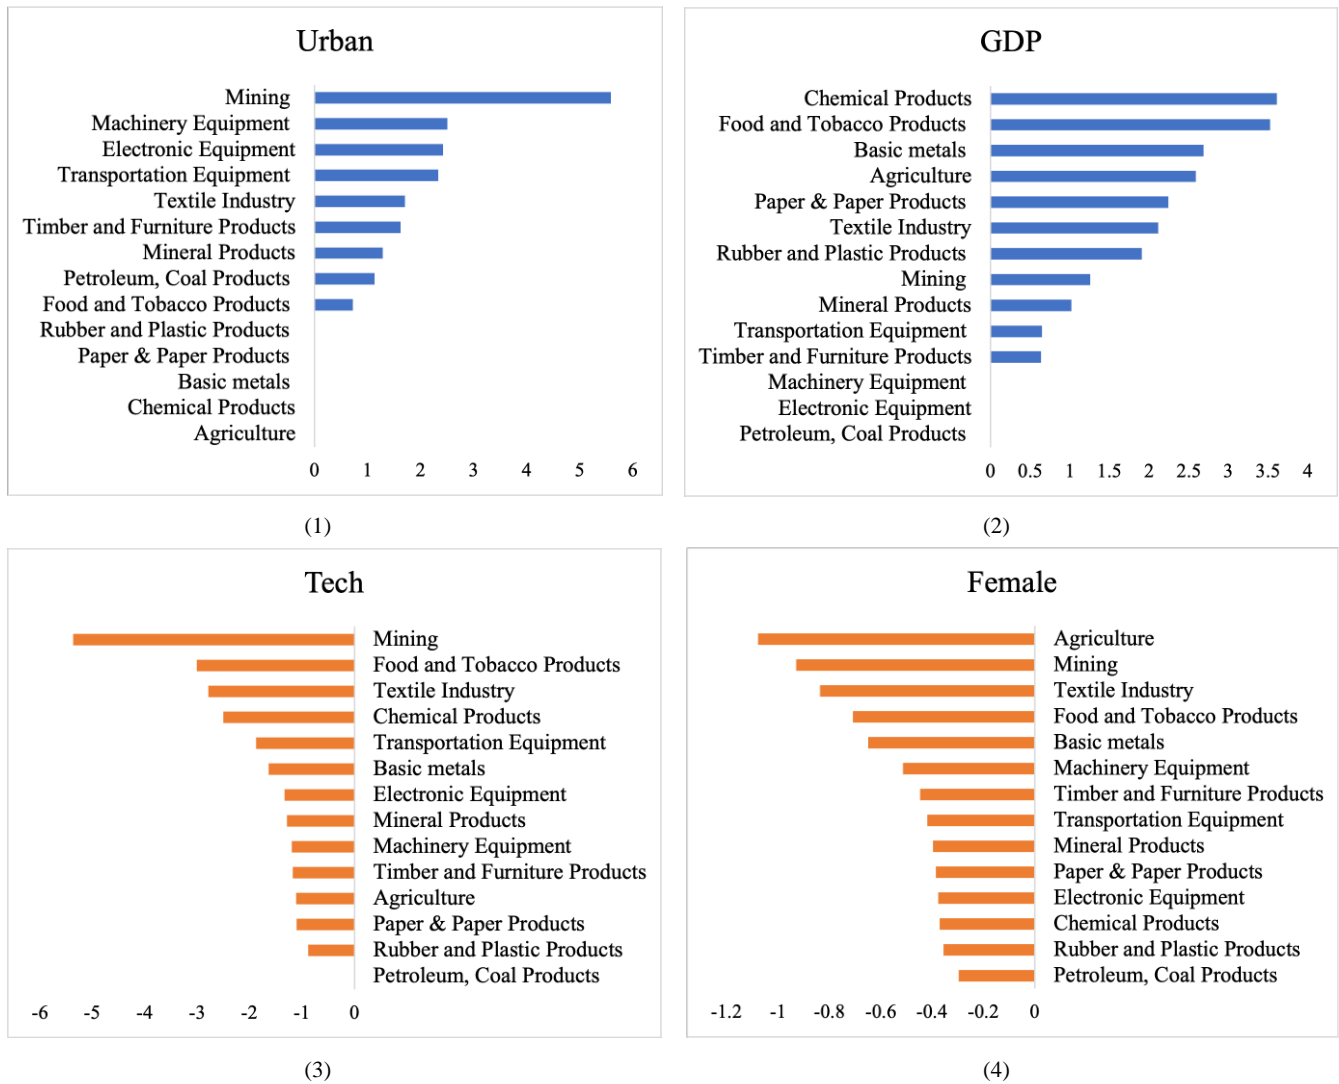 Urban
Mining
Machinery Equipment
Electronic Equipment
Transportation Equipment
Textile Industry
Timber and Furniture Products
Mineral Products
Petroleum, Coal Products
Food and Tobacco Products
Rubber and Plastic Products
Paper & Paper Products
Basic metals
Chemical Products
Agriculture
0 1 2 3 4 5 6
(1)
GDP
Chemical Products
Food and Tobacco Products
Basic metals
Agriculture
Paper & Paper Products
Textile Industry
Rubber and Plastic Products
Mining
Mineral Products
Transportation Equipment
Timber and Furniture Products
Machinery Equipment
Electronic Equipment
Petroleum, Coal Products
0 0.5 1 1.5 2 2.5 3 3.5 4
(2)
Tech
Mining
Food and Tobacco Products
Textile Industry
Chemical Products
Transportation Equipment
Basic metals
Electronic Equipment
Mineral Products
Machinery Equipment
Timber and Furniture Products
Agriculture
Paper & Paper Products
Rubber and Plastic Products
Petroleum, Coal Products
-6 -5 -4 -3 -2 -1 0
(3)
Female
Agriculture
Mining
Textile Industry
Food and Tobacco Products
Basic metals
Machinery Equipment
Timber and Furniture Products
Transportation Equipment
Mineral Products
Paper & Paper Products
Electronic Equipment
Chemical Products
Rubber and Plastic Products
Petroleum, Coal Products
-1.2 -1 -0.8 -0.6 -0.4 -0.2 0
(4)